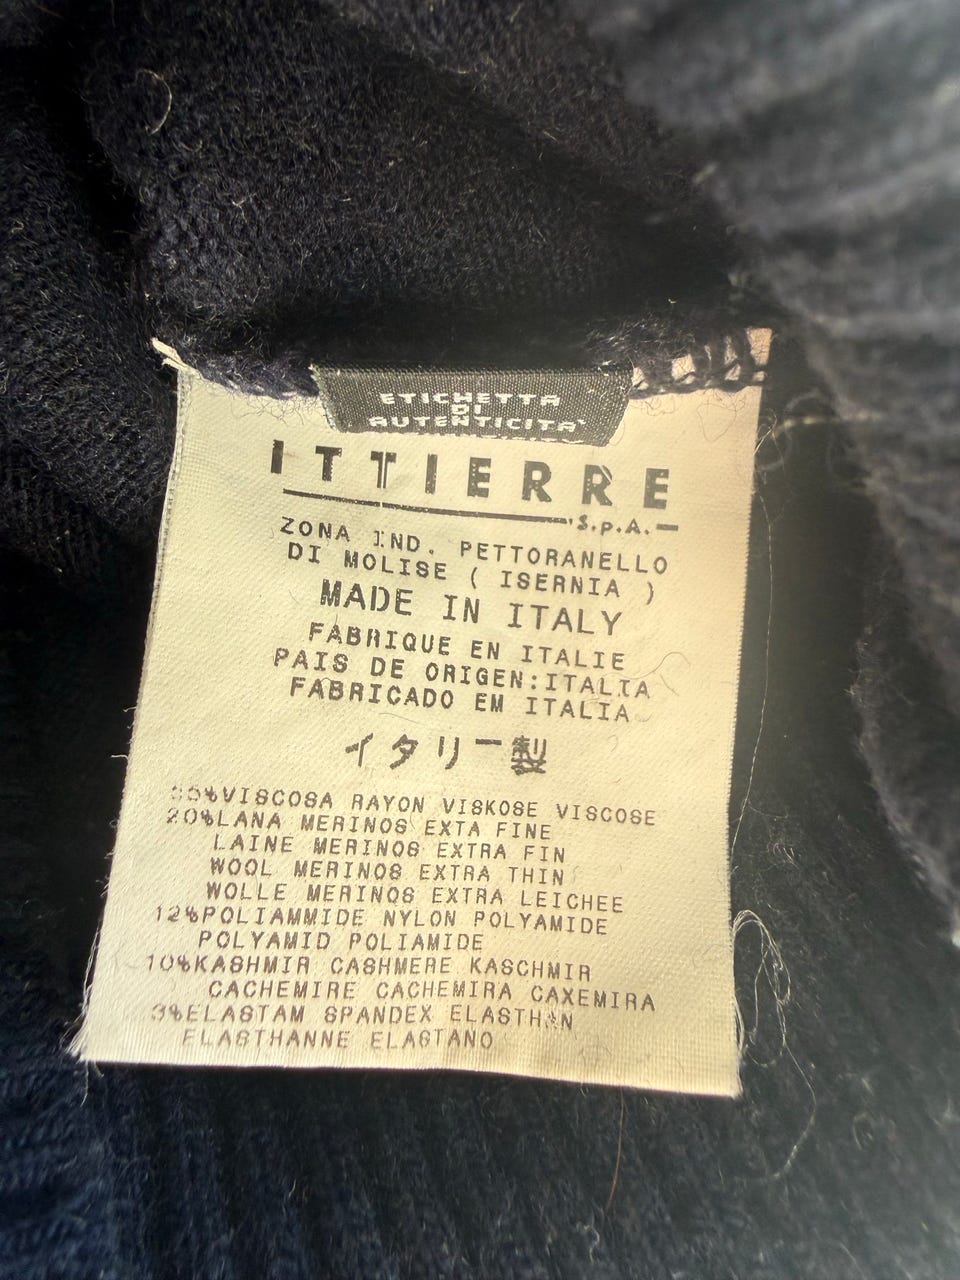 ETICHETTA
DI
AUTENTICITA'
ITTIERRE
S.p.A.
ZONA IND. PETTORANELLO
DI MOLISE ( ISERNIA )
MADE IN ITALY
FABRIQUE EN ITALIE
PAIS DE ORIGEN:ITALIA
FABRICADO EM ITALIA
イタリー製
VISCOSA RAYON VISKOSE VISCOSE
20%LANA MERINOS EXTA FINE
LAINE MERINOS EXTRA FIN
WOOL MERINOS EXTRA THIN
WOLLE MERINOS EXTRA LEICHEE
12%POLIAMMIDE NYLON POLYAMIDE
POLYAMID POLIAMIDE
10%KASHMIR CASHMERE KASCHMIR
CACHEMIRE CACHEMIRA CAXEMIRA
3%ELASTAM SPANDEX ELASTHAN
ELASTHANNE ELASTANO